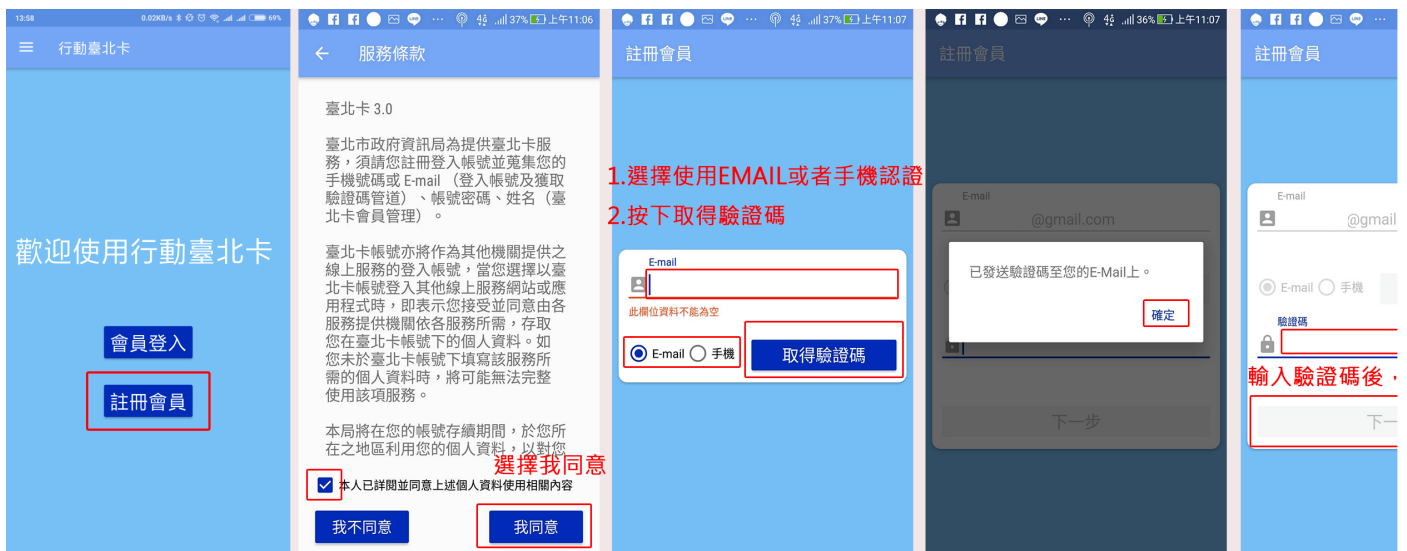 13:58
0.02KB/s
69%
行動臺北卡
歡迎使用行動臺北卡
會員登入
註冊會員
37%
上午11:06
服務條款
臺北卡 3.0
臺北市政府資訊局為提供臺北卡服
務，須請您註冊登入帳號並蒐集您的
手機號碼或 E-mail （登入帳號及獲取
驗證碼管道）、帳號密碼、姓名（臺
北卡會員管理）。
臺北卡帳號亦將作為其他機關提供之
線上服務的登入帳號，當您選擇以臺
北卡帳號登入其他線上服務網站或應
用程式時，即表示您接受並同意由各
服務提供機關依各服務所需，存取
您在臺北卡帳號下的個人資料。如
您未於臺北卡帳號下填寫該服務所
需的個人資料時，將可能無法完整
使用該項服務。
本局將在您的帳號存續期間，於您所
在之地區利用您的個人資料，以對您
選擇我同意
本人已詳閱並同意上述個人資料使用相關內容
我不同意
我同意
37%
上午11:07
註冊會員
1.選擇使用EMAIL或者手機認證
2.按下取得驗證碼
E-mail
此欄位資料不能為空
E-mail
手機
取得驗證碼
36%
上午11:07
註冊會員
E-mail
@gmail.com
已發送驗證碼至您的E-Mail上。
確定
下一步
註冊會員
E-mail
@gmail
E-mail
手機
驗證碼
輸入驗證碼後，
下一